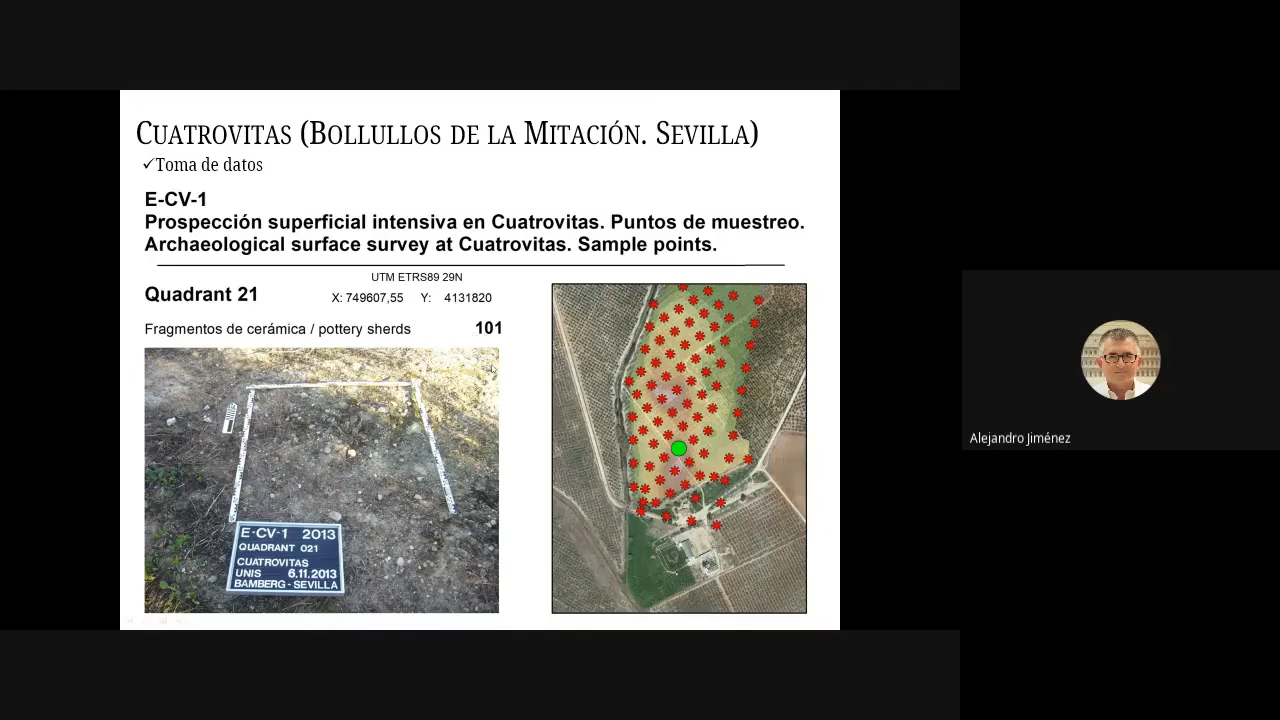 CUATROVITAS (BOLLULLOS DE LA MITACIÓN. SEVILLA)
✓Toma de datos
E-CV-1
Prospección superficial intensiva en Cuatrovitas. Puntos de muestreo.
Archaeological surface survey at Cuatrovitas. Sample points.
UTM ETRS89 29N
Quadrant 21
X: 749607,55 Y: 4131820
Fragmentos de cerámica / pottery sherds 101
E-CV-1 2013
QUADRANT 021
CUATROVITAS
UNIS 6.11.2013
BAMBERG - SEVILLA
Alejandro Jiménez